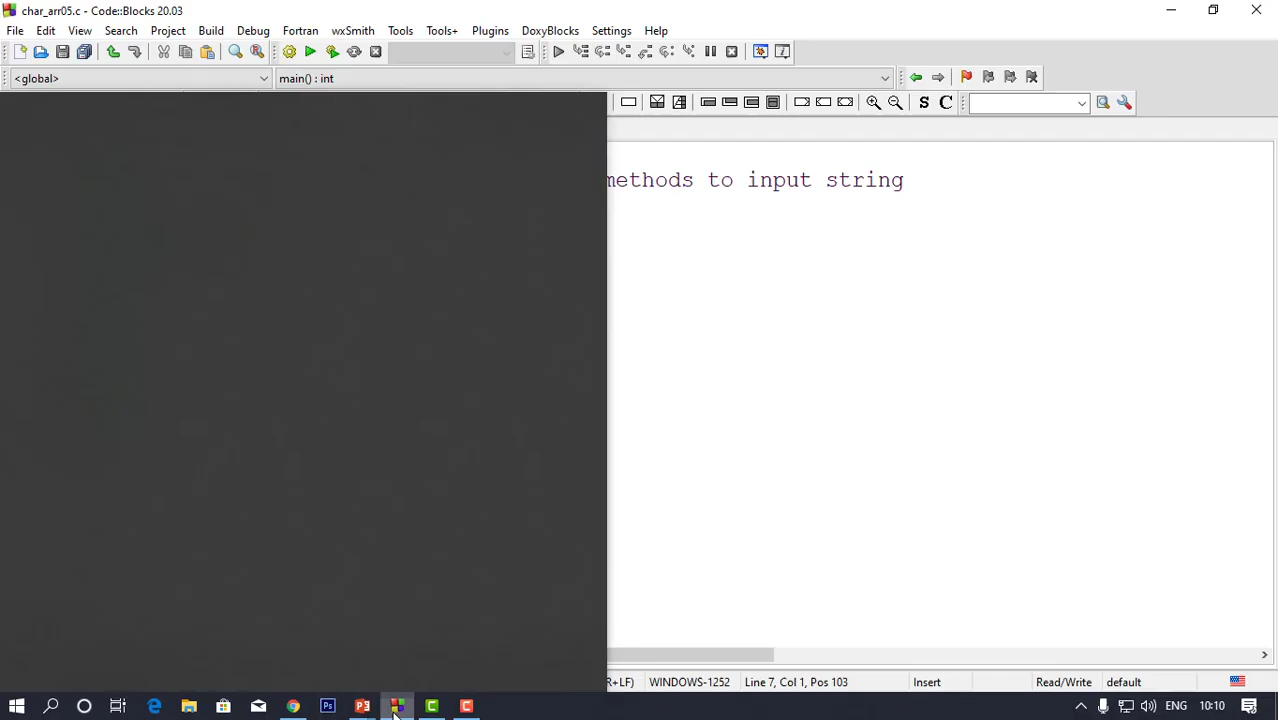 char_arr05.c - Code::Blocks 20.03
File Edit View Search Project Build Debug Fortran wxSmith Tools Tools+ Plugins DoxyBlocks Settings Help
<global> main() : int
S C
methods to input string
R+LF) WINDOWS-1252 Line 7, Col 1, Pos 103 Insert Read/Write default
Ps ENG 10:10